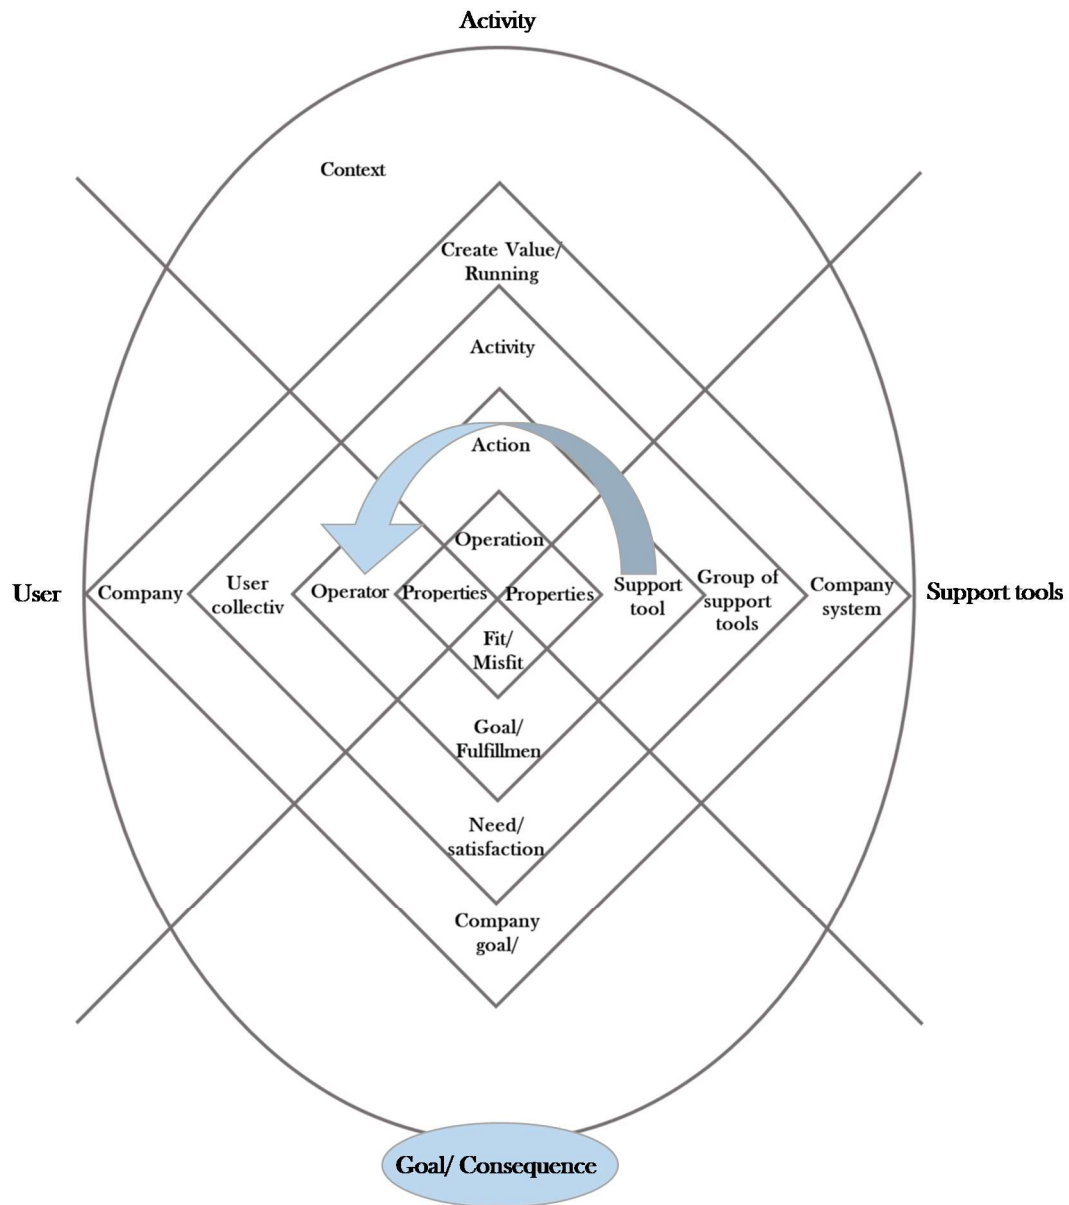 Activity
Context
Create Value/
Running
Activity
Action
Operation
User
Company
User
collectiv
Operator
Properties
Properties
Support
tool
Group of
support
tools
Company
system
Support tools
Fit/
Misfit
Goal/
Fulfillmen
Need/
satisfaction
Company
goal/
Goal/ Consequence